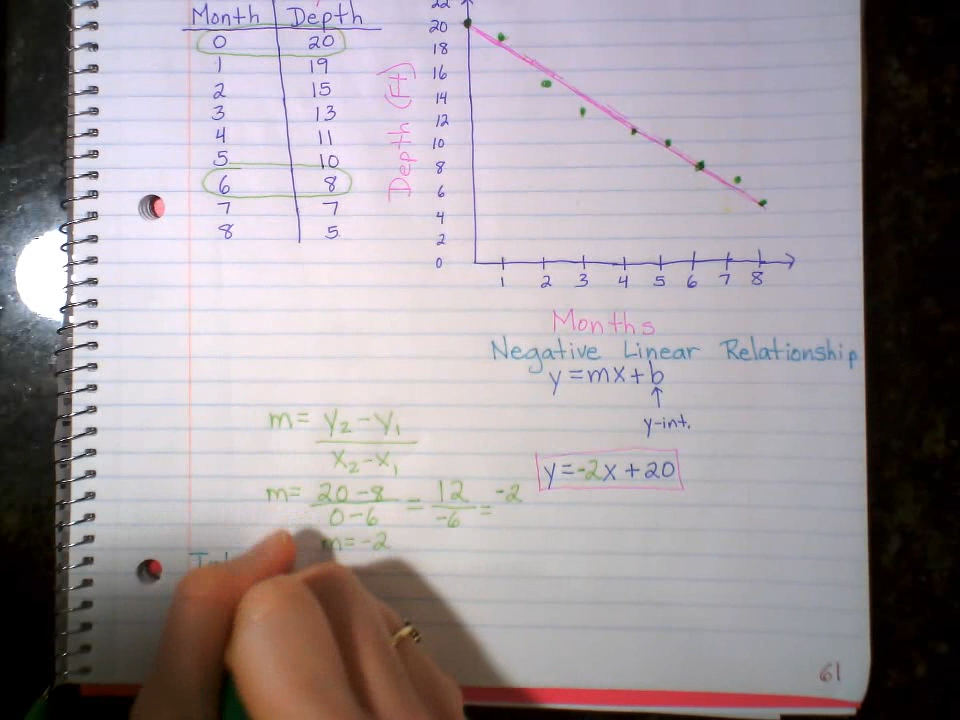 Month Depth
0 20
1 19
2 15
3 13
4 11
5 10
6 8
7 7
8 5
Depth (Ft)
22
20
18
16
14
12
10
8
6
4
2
0
1 2 3 4 5 6 7 8
Months
Negative Linear Relationship
y = mx + b
y-int.
m = y₂ - y₁
x₂ - x₁
y = -2x + 20
m = 20 - 8 = 12 = -2
0 - 6 -6
m = -2
61